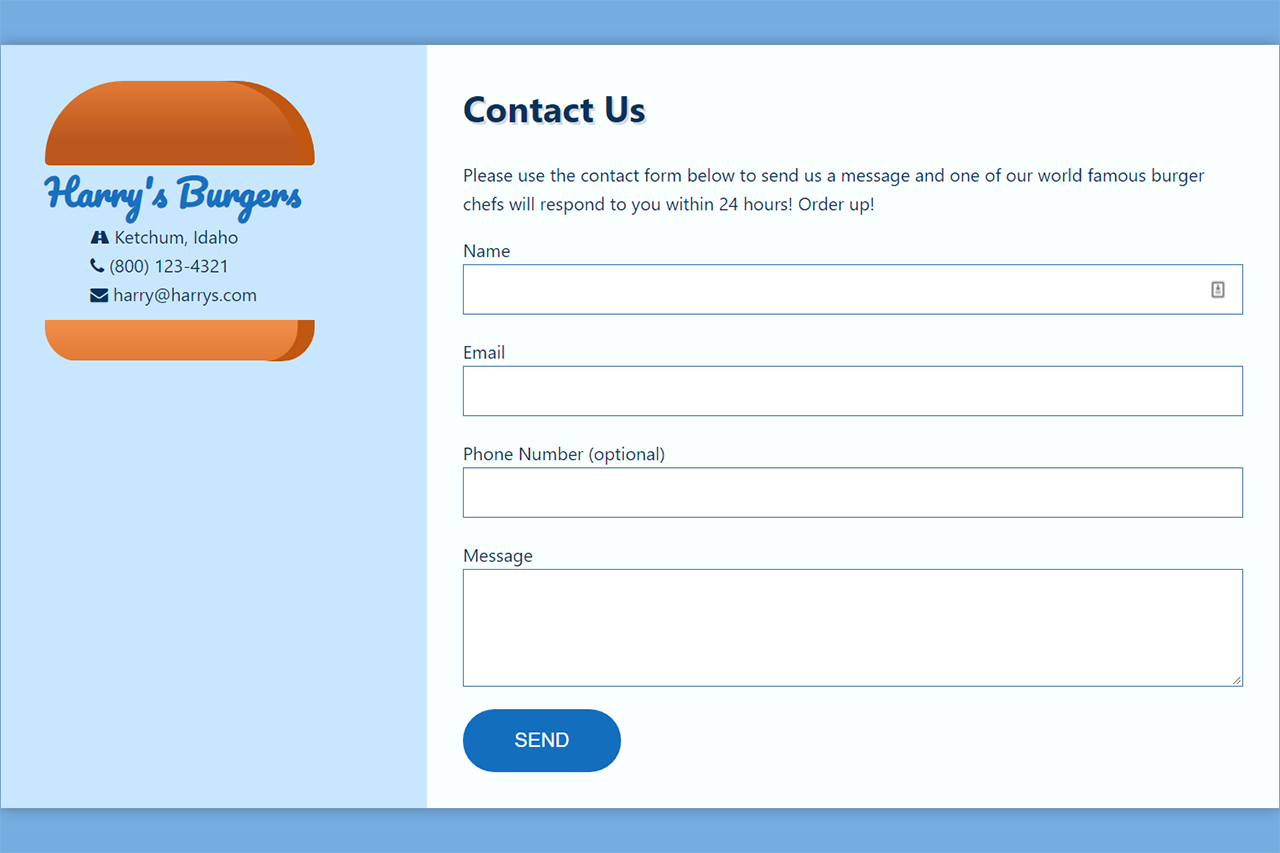 Harry's Burgers
Ketchum, Idaho
(800) 123-4321
harry@harrys.com
Contact Us
Please use the contact form below to send us a message and one of our world famous burger
chefs will respond to you within 24 hours! Order up!
Name
Email
Phone Number (optional)
Message
SEND